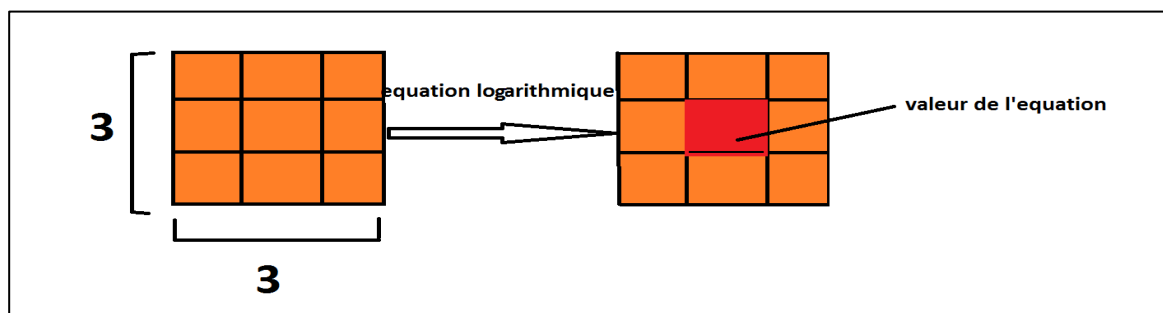 equation logarithmique
valeur de l'equation
3
3